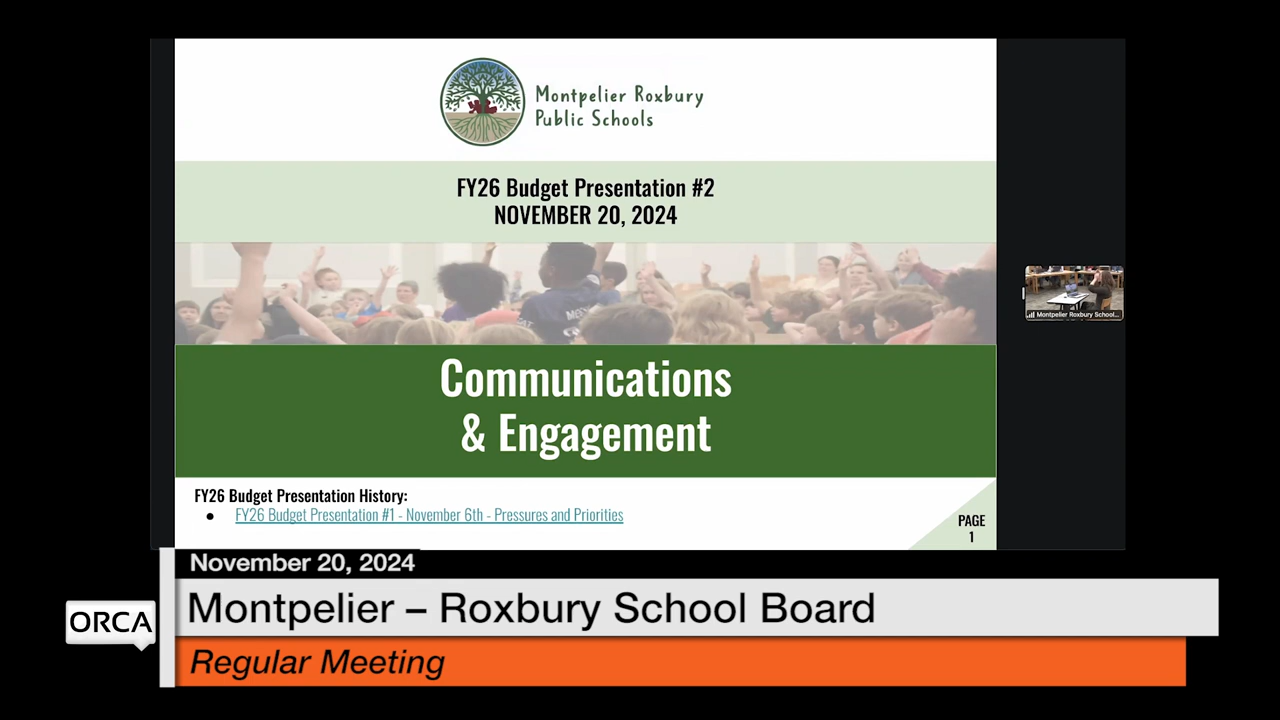 Montpelier Roxbury
Public Schools
FY26 Budget Presentation #2
NOVEMBER 20, 2024
Communications
& Engagement
FY26 Budget Presentation History:
● FY26 Budget Presentation #1 - November 6th - Pressures and Priorities
PAGE
1
Montpelier Roxbury School...
November 20, 2024
Montpelier – Roxbury School Board
ORCA
Regular Meeting